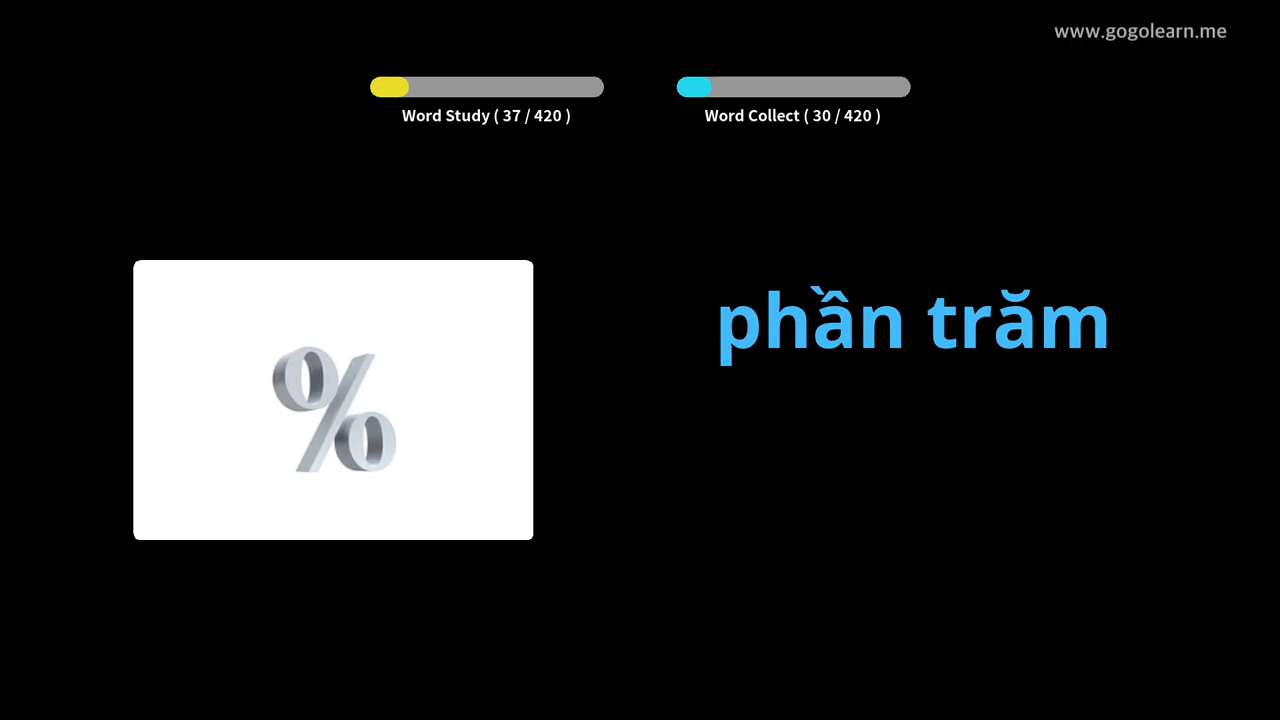 www.gogolearn.me
Word Study ( 37 / 420 )
Word Collect ( 30 / 420 )
%
phần trăm